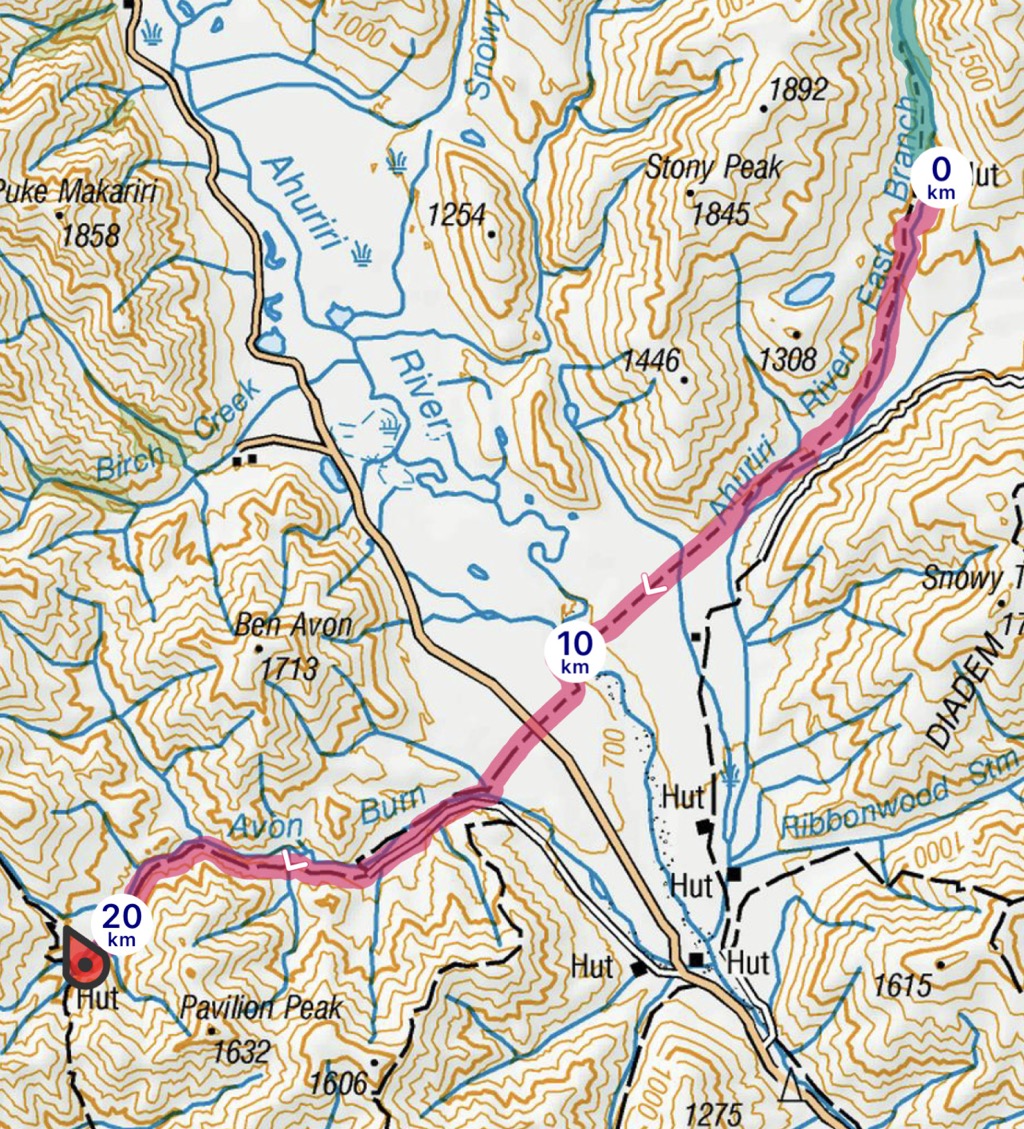 1000
Snowy
1500
1892
Branch
0
km
Stony Peak
1845
Puke Makariri
1858
Ahuriri
1254
East
River
1446
1308
River
Creek
Birch
Ahuriri
Snowy
DIADEM
Ben Avon
1713
10
km
700
Hut
Ribbonwood Stm
1000
Burn
Avon
Hut
20
km
Hut
Hut
Hut
1615
Pavilion Peak
1632
1606
1000
1275